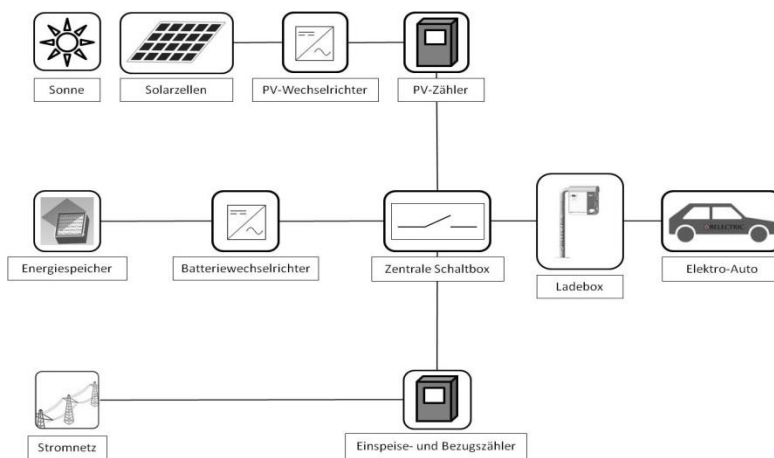 Sonne
Solarzellen
PV-Wechselrichter
PV-Zähler
Energiespeicher
Batteriewechselrichter
Zentrale Schaltbox
Ladebox
Elektro-Auto
Stromnetz
Einspeise- und Bezugszähler